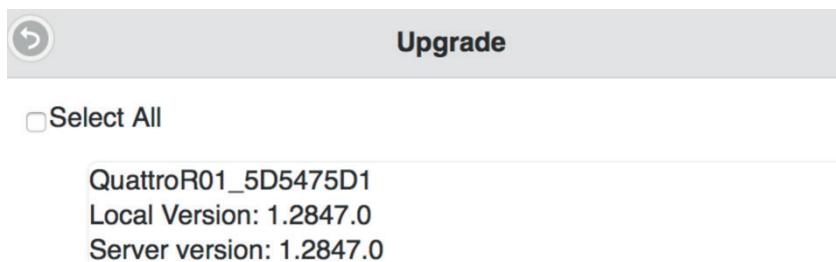 Upgrade
Select All
QuattroR01_5D5475D1
Local Version: 1.2847.0
Server version: 1.2847.0